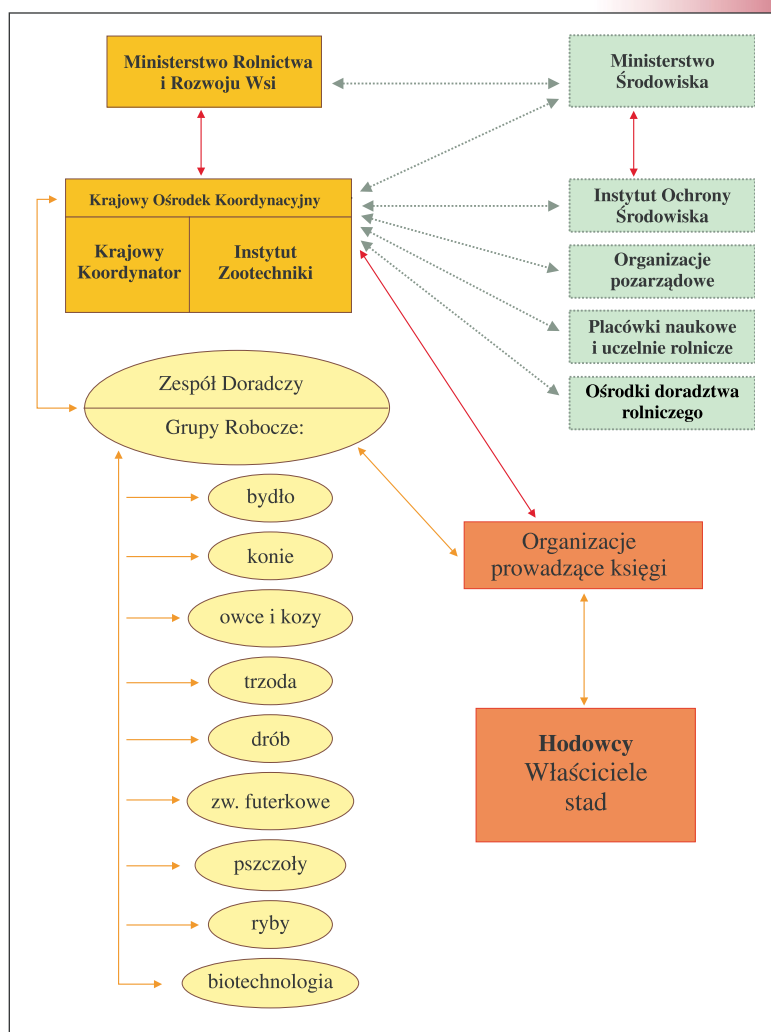 Ministerstwo Rolnictwa
i Rozwoju Wsi
Ministerstwo
Środowiska
Krajowy Ośrodek Koordynacyjny
Krajowy
Koordynator
Instytut
Zootechniki
Instytut Ochrony
Środowiska
Organizacje
pozarządowe
Placówki naukowe
i uczelnie rolnicze
Ośrodki doradztwa
rolniczego
Zespół Doradczy
Grupy Robocze:
bydło
konie
owce i kozy
trzoda
drób
zw. futerkowe
pszczoły
ryby
biotechnologia
Organizacje
prowadzące księgi
Hodowcy
Właściciele
stad